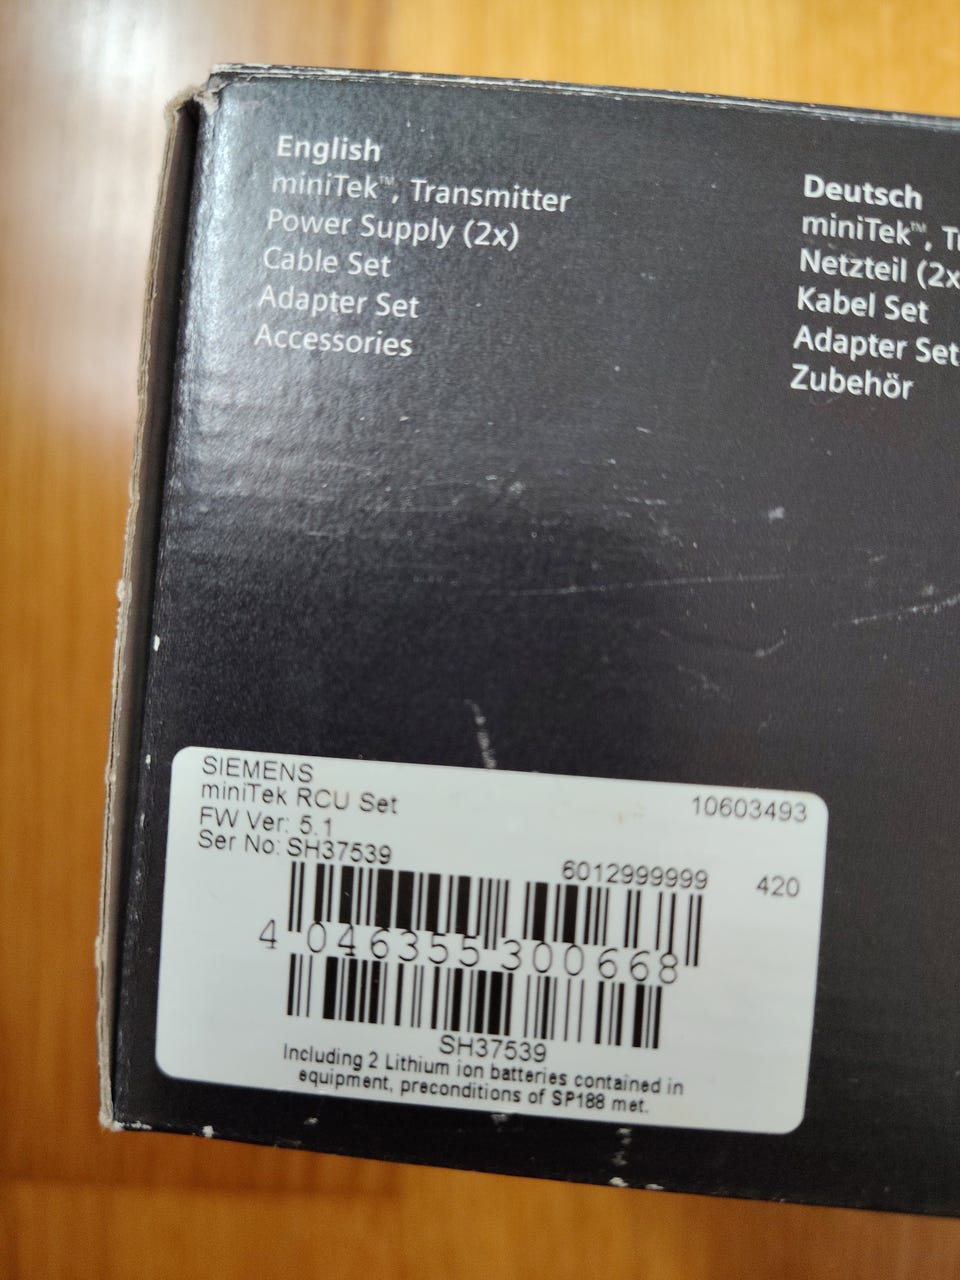 English
miniTek™, Transmitter
Power Supply (2x)
Cable Set
Adapter Set
Accessories
Deutsch
miniTek™,
Netzteil (2x
Kabel Set
Adapter Set
Zubehör
SIEMENS
miniTek RCU Set
10603493
FW Ver: 5.1
Ser No: SH37539
6012999999
420
4 046355 300668
SH37539
Including 2 Lithium ion batteries contained in
equipment, preconditions of SP188 met.